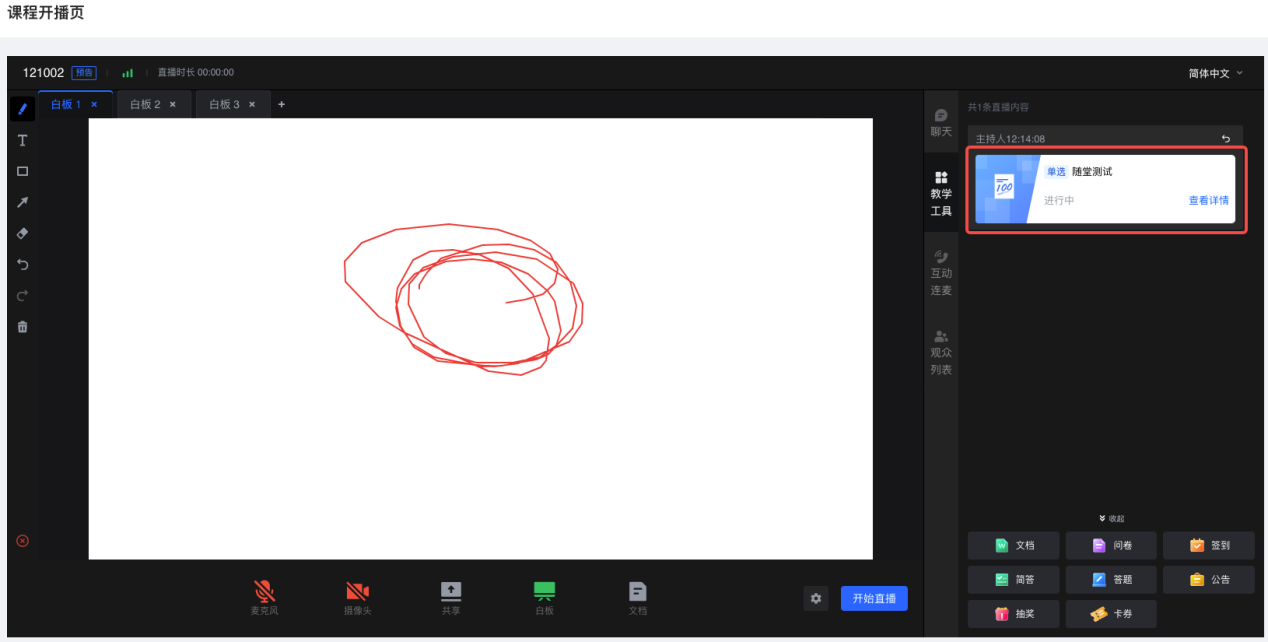 课程开播页
121002 预告 直播时长 00:00:00 简体中文
白板 1 × 白板 2 × 白板 3 × +
T
聊天
教学
工具
互动
连麦
观众
列表
共1条直播内容
主持人12:14:08
100
单选 随堂测试
进行中 查看详情
收起
W 文档 问卷 签到
简答 答题 公告
抽奖 卡券
麦克风 摄像头 共享 白板 文档 开始直播